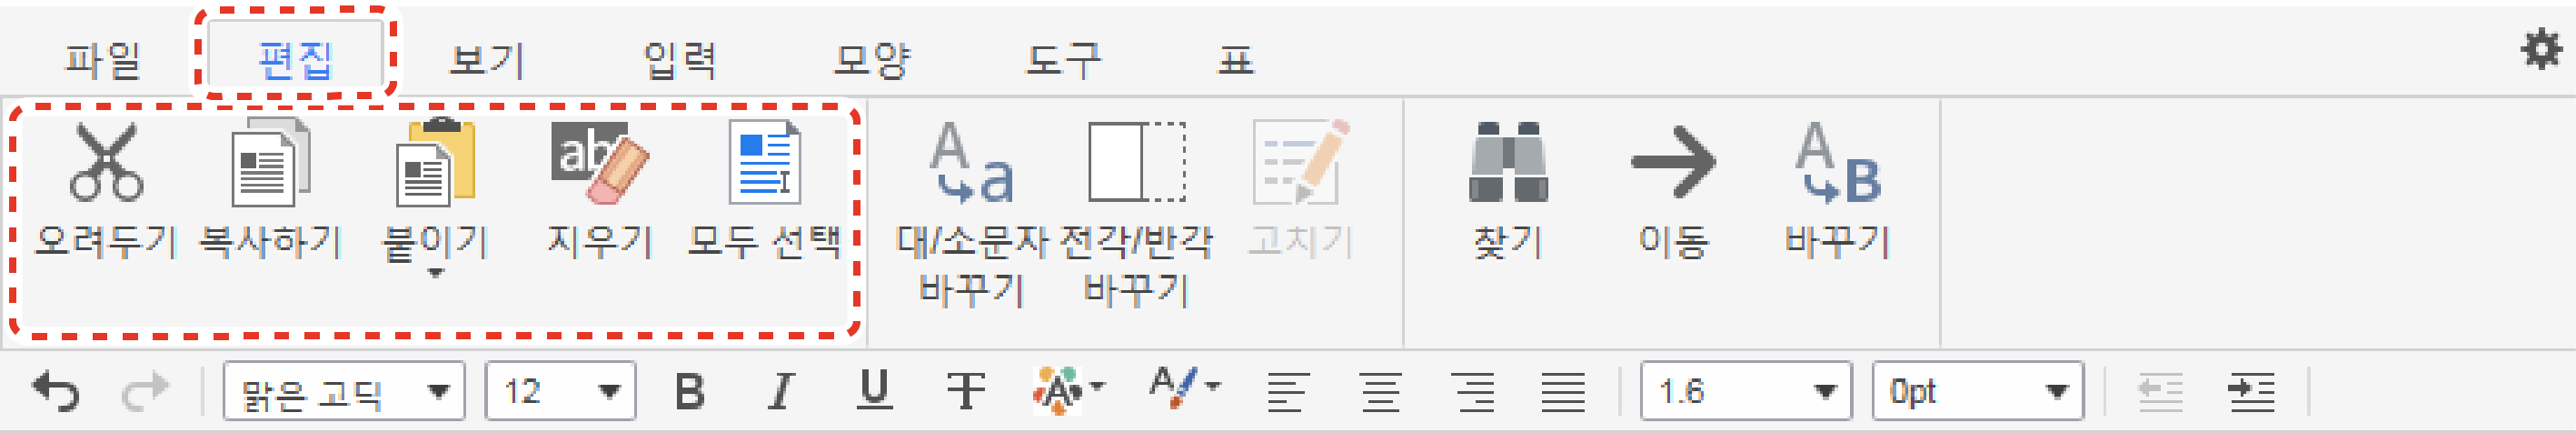 파일 편집 보기 입력 모양 도구 표
오려두기 복사하기 붙이기 지우기 모두 선택 대/소문자 바꾸기 전각/반각 바꾸기 고치기 찾기 이동 바꾸기
맑은 고딕 12 1.6 0pt